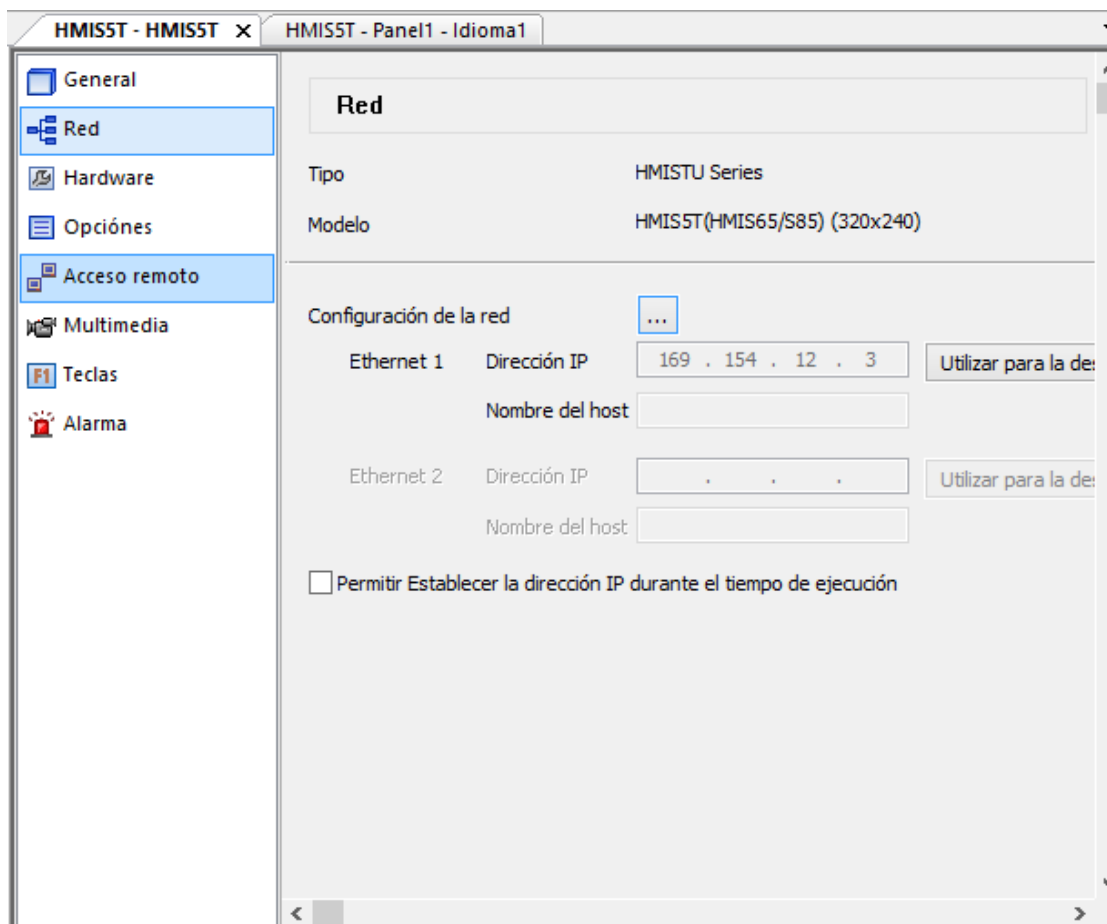 HMIS5T - HMIS5T X
HMIS5T - Panel1 - Idioma1
General
Red
Hardware
Opciónes
Acceso remoto
Multimedia
F1 Teclas
Alarma
Red
Tipo HMISTU Series
Modelo HMIS5T(HMIS65/S85) (320x240)
Configuración de la red ...
Ethernet 1 Dirección IP 169 . 154 . 12 . 3 Utilizar para la des
Nombre del host
Ethernet 2 Dirección IP . . . Utilizar para la des
Nombre del host
Permitir Establecer la dirección IP durante el tiempo de ejecución